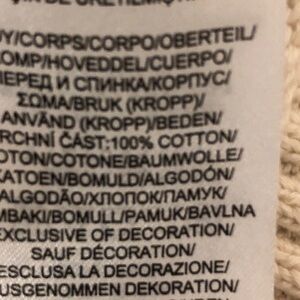 DY/CORPS/CORPO/OBERTEIL/
OMP/HOVEDDEL/CUERPO/
ПЕРЕД И СПИНКА/КОРПУС/
ΣΩΜΑ/BRUK (KROPP)/
ANVÄND (KROPP)/BEDEN/
RCHNÍ ČÁST:100% COTTON/
OTON/COTONE/BAUMWOLLE/
KATOEN/BOMULD/ALGODÓN/
ALGODÃO/ХЛОПОК/ПАМУК/
MBAKI/BOMULL/PAMUK/BAVLNA
EXCLUSIVE OF DECORATION/
SAUF DÉCORATION/
ESCLUSA LA DECORAZIONE/
USGENOMMEN DEKORATION/